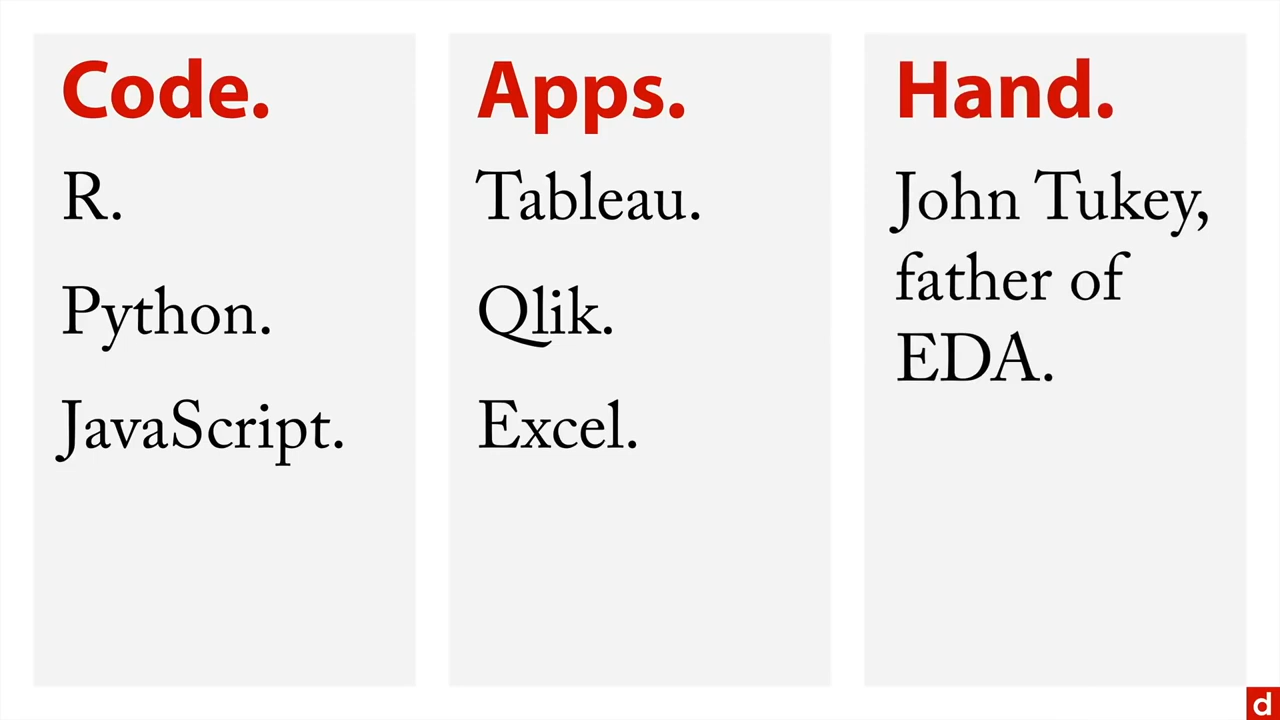 Code.
R.
Python.
JavaScript.
Apps.
Tableau.
Qlik.
Excel.
Hand.
John Tukey,
father of
EDA.
d